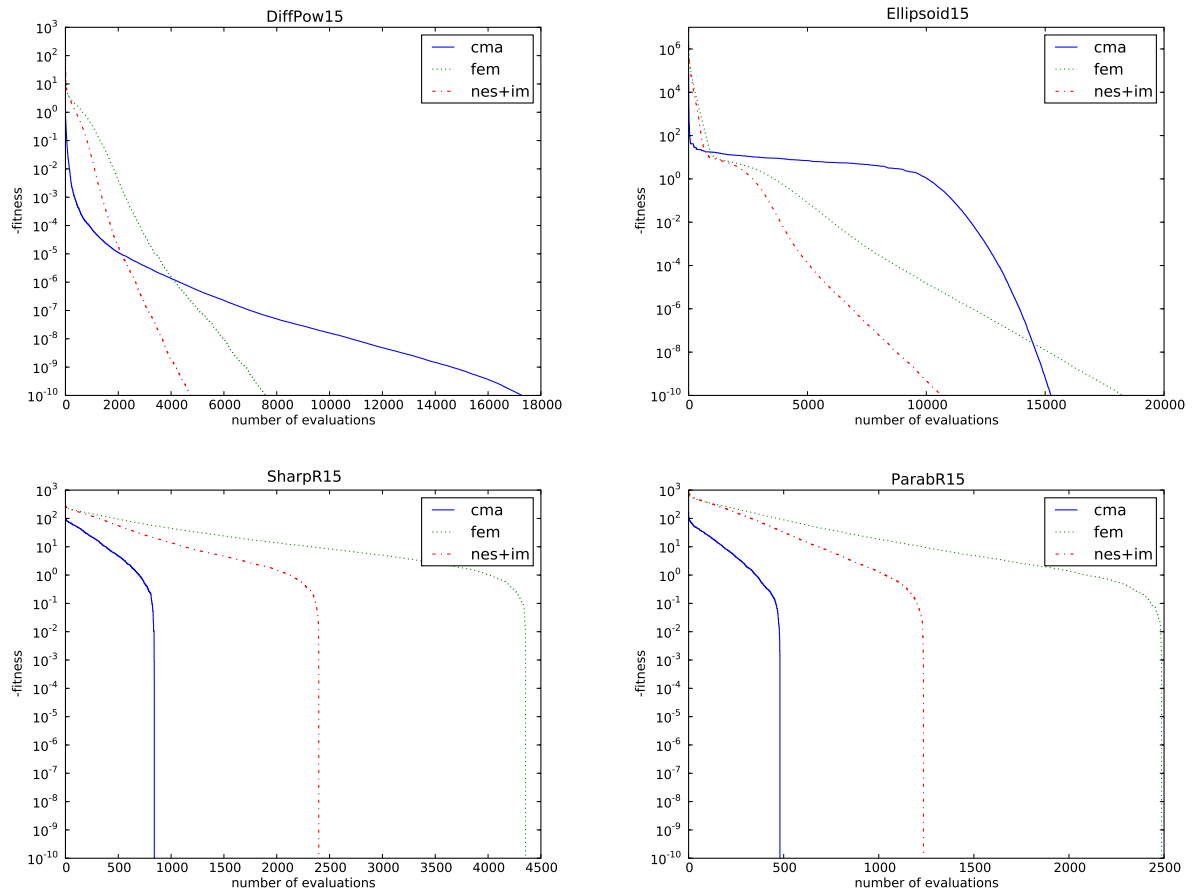 DiffPow15
10^3
10^2
10^1
10^0
10^-1
10^-2
10^-3
10^-4
10^-5
10^-6
10^-7
10^-8
10^-9
10^-10
-fitness
cma
fem
nes+im
0 2000 4000 6000 8000 10000 12000 14000 16000 18000
number of evaluations
Ellipsoid15
10^6
10^4
10^2
10^0
10^-2
10^-4
10^-6
10^-8
10^-10
-fitness
cma
fem
nes+im
0 5000 10000 15000 20000
number of evaluations
SharpR15
10^3
10^2
10^1
10^0
10^-1
10^-2
10^-3
10^-4
10^-5
10^-6
10^-7
10^-8
10^-9
10^-10
-fitness
cma
fem
nes+im
0 500 1000 1500 2000 2500 3000 3500 4000 4500
number of evaluations
ParabR15
10^3
10^2
10^1
10^0
10^-1
10^-2
10^-3
10^-4
10^-5
10^-6
10^-7
10^-8
10^-9
10^-10
-fitness
cma
fem
nes+im
0 500 1000 1500 2000 2500
number of evaluations